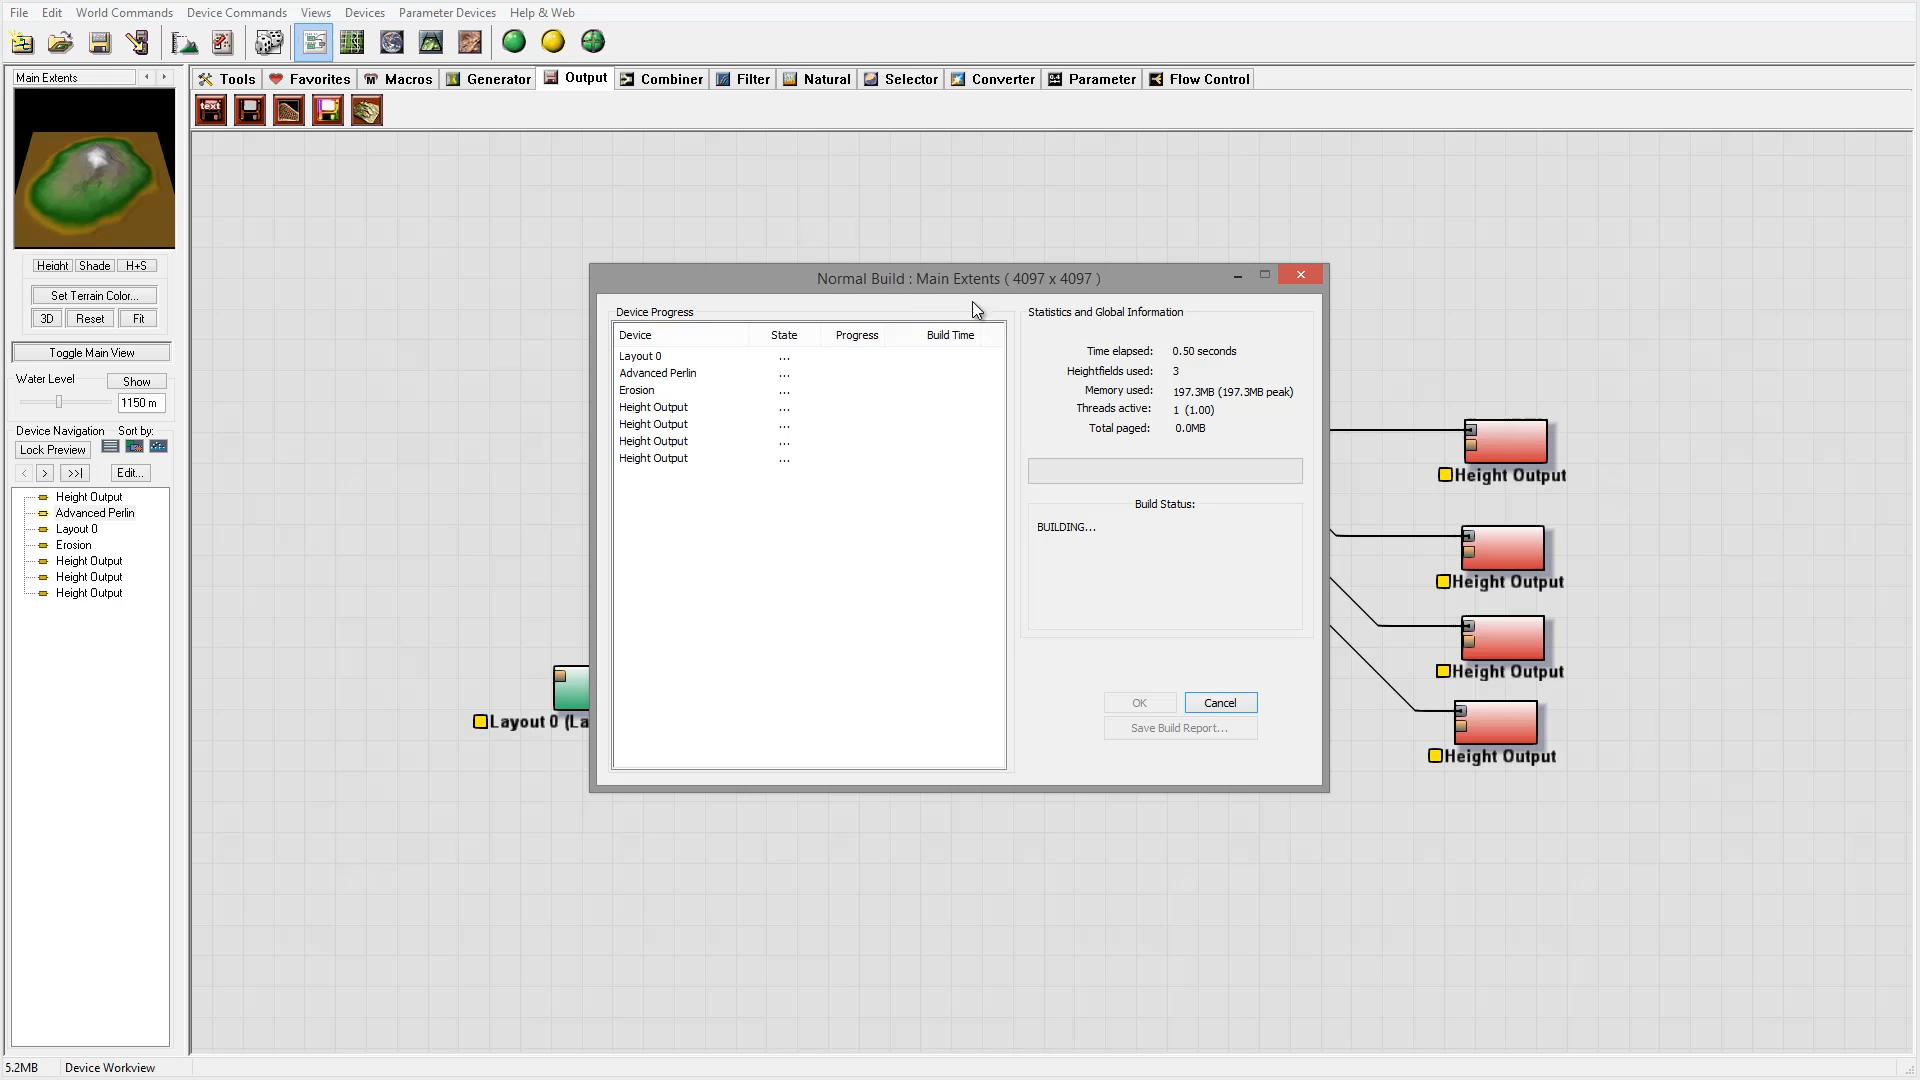 File Edit World Commands Device Commands Views Devices Parameter Devices Help & Web
Main Extents
Tools Favorites Macros Generator Output Combiner Filter Natural Selector Converter Parameter Flow Control
text
Height Shade H+S
Set Terrain Color...
3D Reset Fit
Toggle Main View
Water Level Show
1150 m
Device Navigation Sort by:
Lock Preview
< > >>| Edit...
Height Output
Advanced Perlin
Layout 0
Erosion
Height Output
Height Output
Height Output
Normal Build : Main Extents ( 4097 x 4097 )
Device Progress
Device State Progress Build Time
Layout 0 ...
Advanced Perlin ...
Erosion ...
Height Output ...
Height Output ...
Height Output ...
Height Output ...
Statistics and Global Information
Time elapsed: 0.50 seconds
Heightfields used: 3
Memory used: 197.3MB (197.3MB peak)
Threads active: 1 (1.00)
Total paged: 0.0MB
Build Status:
BUILDING...
OK Cancel
Save Build Report...
Layout 0 (La
Height Output
Height Output
Height Output
Height Output
5.2MB Device Workview